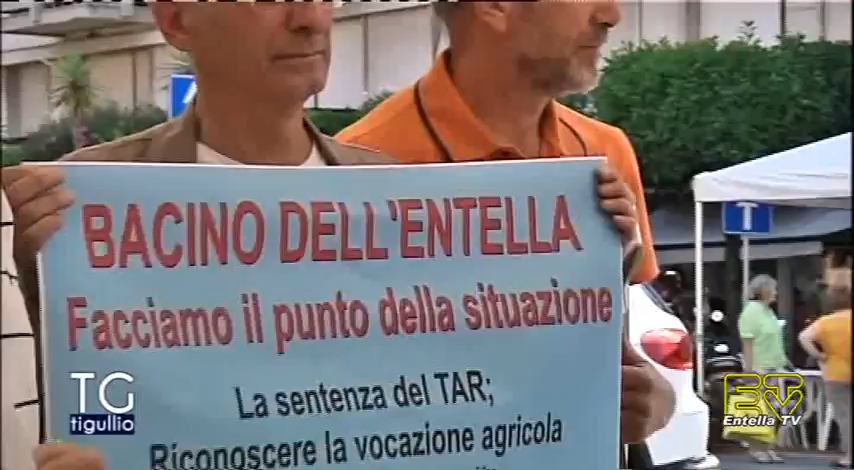 BACINO DELL'ENTELLA
Facciamo il punto della situazione
La sentenza del TAR;
Riconoscere la vocazione agricola
TG
tigullio
T
ETV
Entella TV